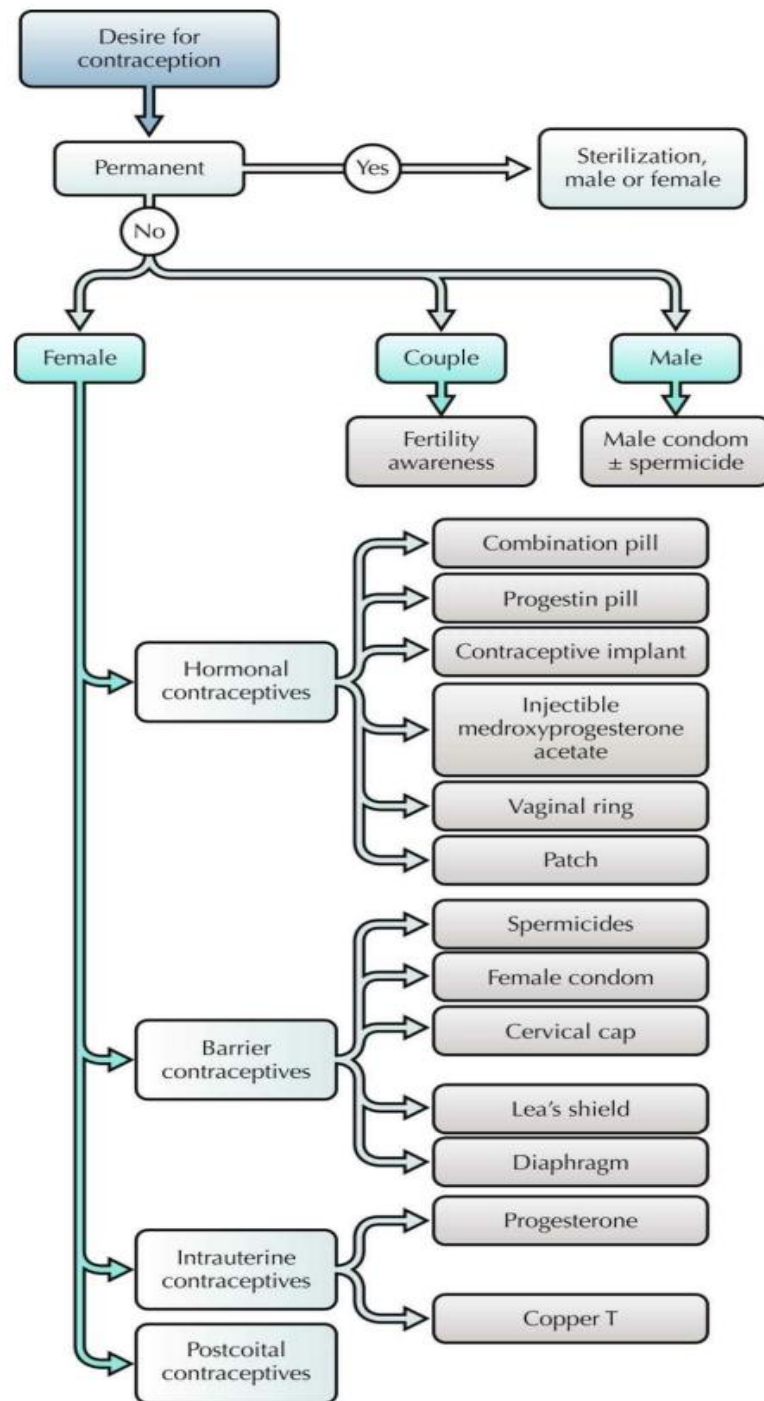 Desire for
contraception
Permanent
Yes
Sterilization,
male or female
No
Female
Couple
Male
Fertility
awareness
Male condom
± spermicide
Hormonal
contraceptives
Combination pill
Progestin pill
Contraceptive implant
Injectible
medroxyprogesterone
acetate
Vaginal ring
Patch
Barrier
contraceptives
Spermicides
Female condom
Cervical cap
Lea's shield
Diaphragm
Intrauterine
contraceptives
Progesterone
Copper T
Postcoital
contraceptives